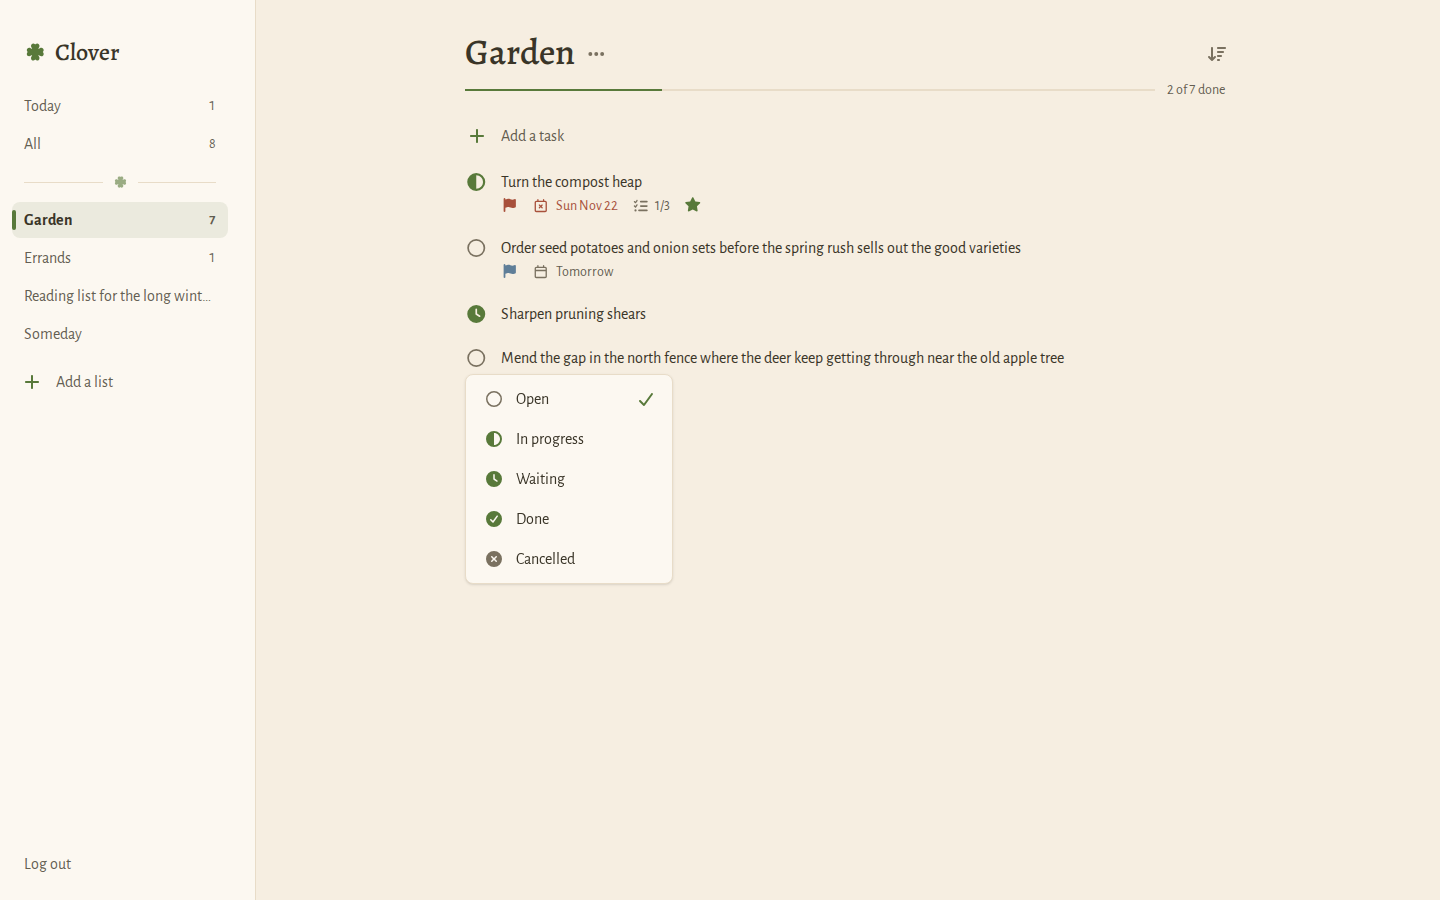 Clover
Today 1
All 8
Garden 7
Errands 1
Reading list for the long wint...
Someday
Add a list
Log out
Garden
2 of 7 done
Add a task
Turn the compost heap
Sun Nov 22 1/3
Order seed potatoes and onion sets before the spring rush sells out the good varieties
Tomorrow
Sharpen pruning shears
Mend the gap in the north fence where the deer keep getting through near the old apple tree
Open
In progress
Waiting
Done
Cancelled